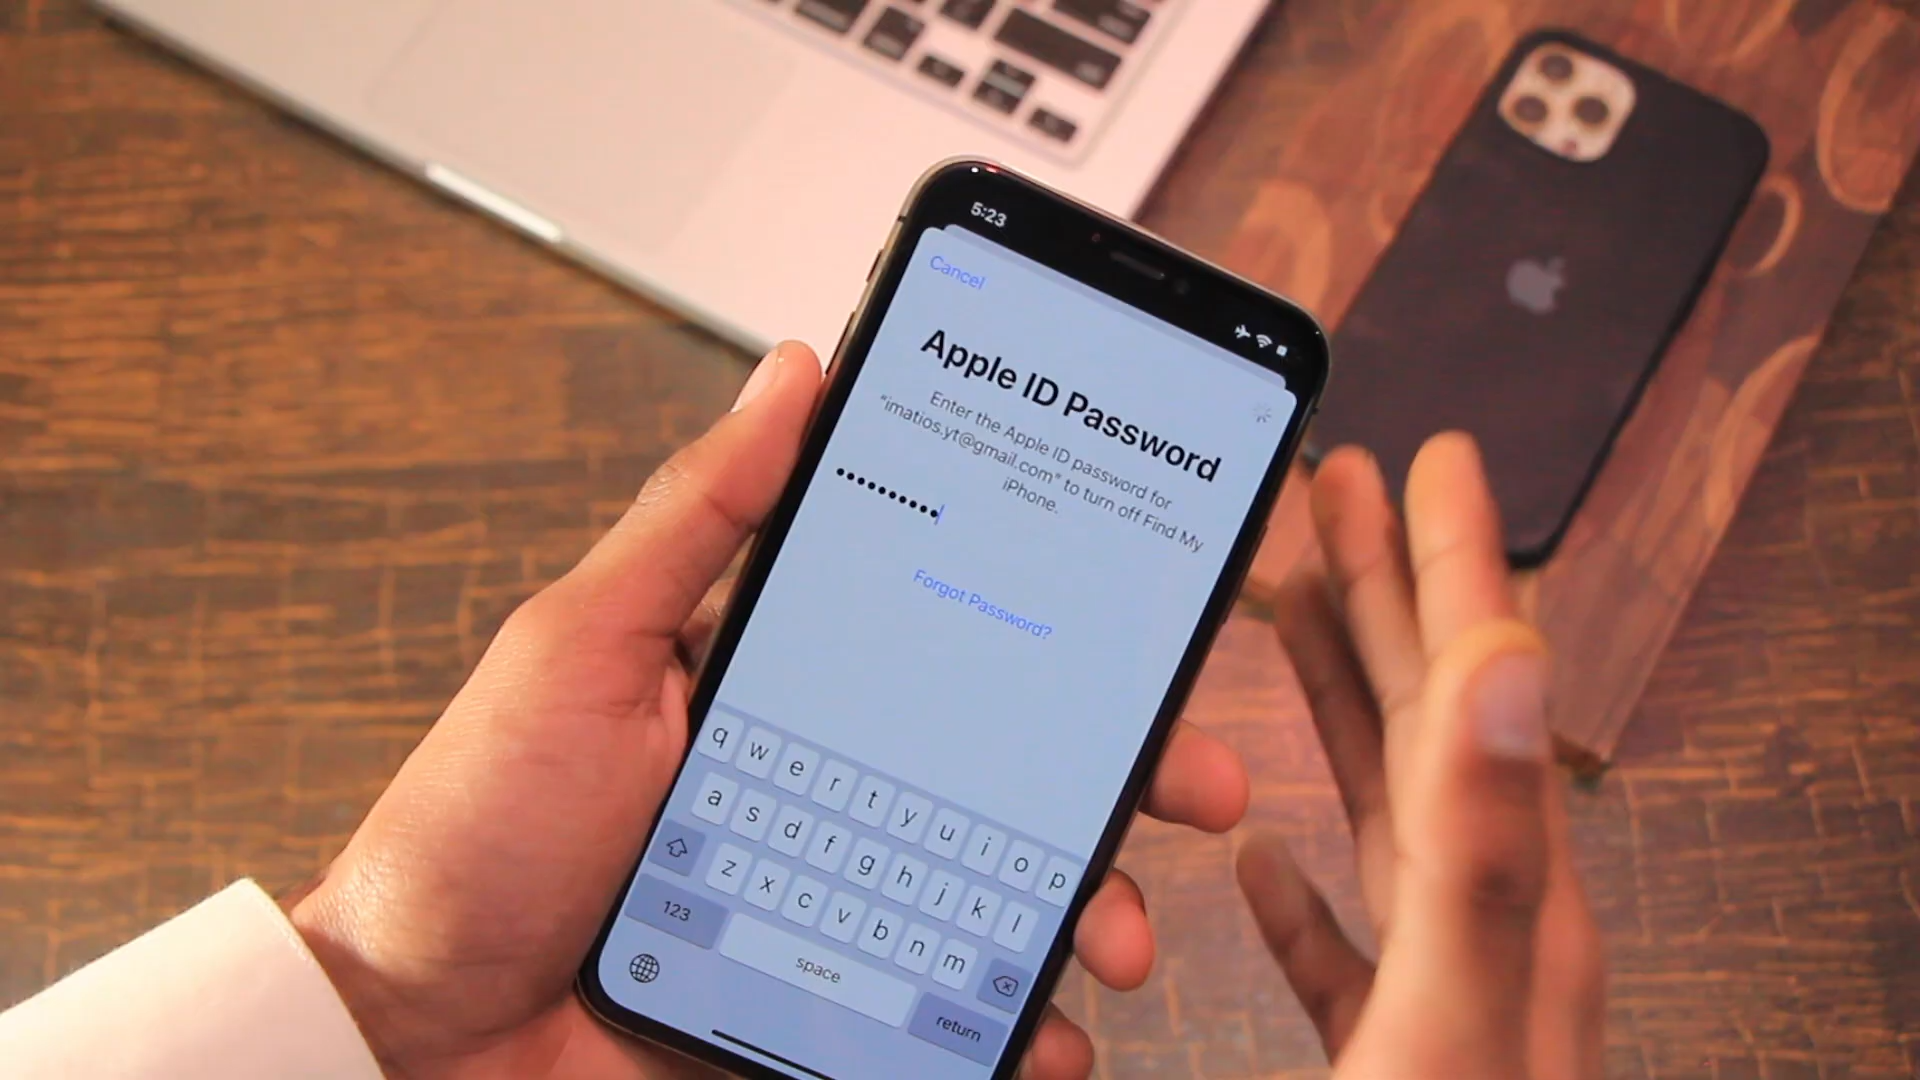 5:23
Cancel
Apple ID Password
Enter the Apple ID password for
"imatios.yt@gmail.com" to turn off Find My
iPhone.
Forgot Password?
q w e r t y u i o p
a s d f g h j k l
z x c v b n m
123
space
return